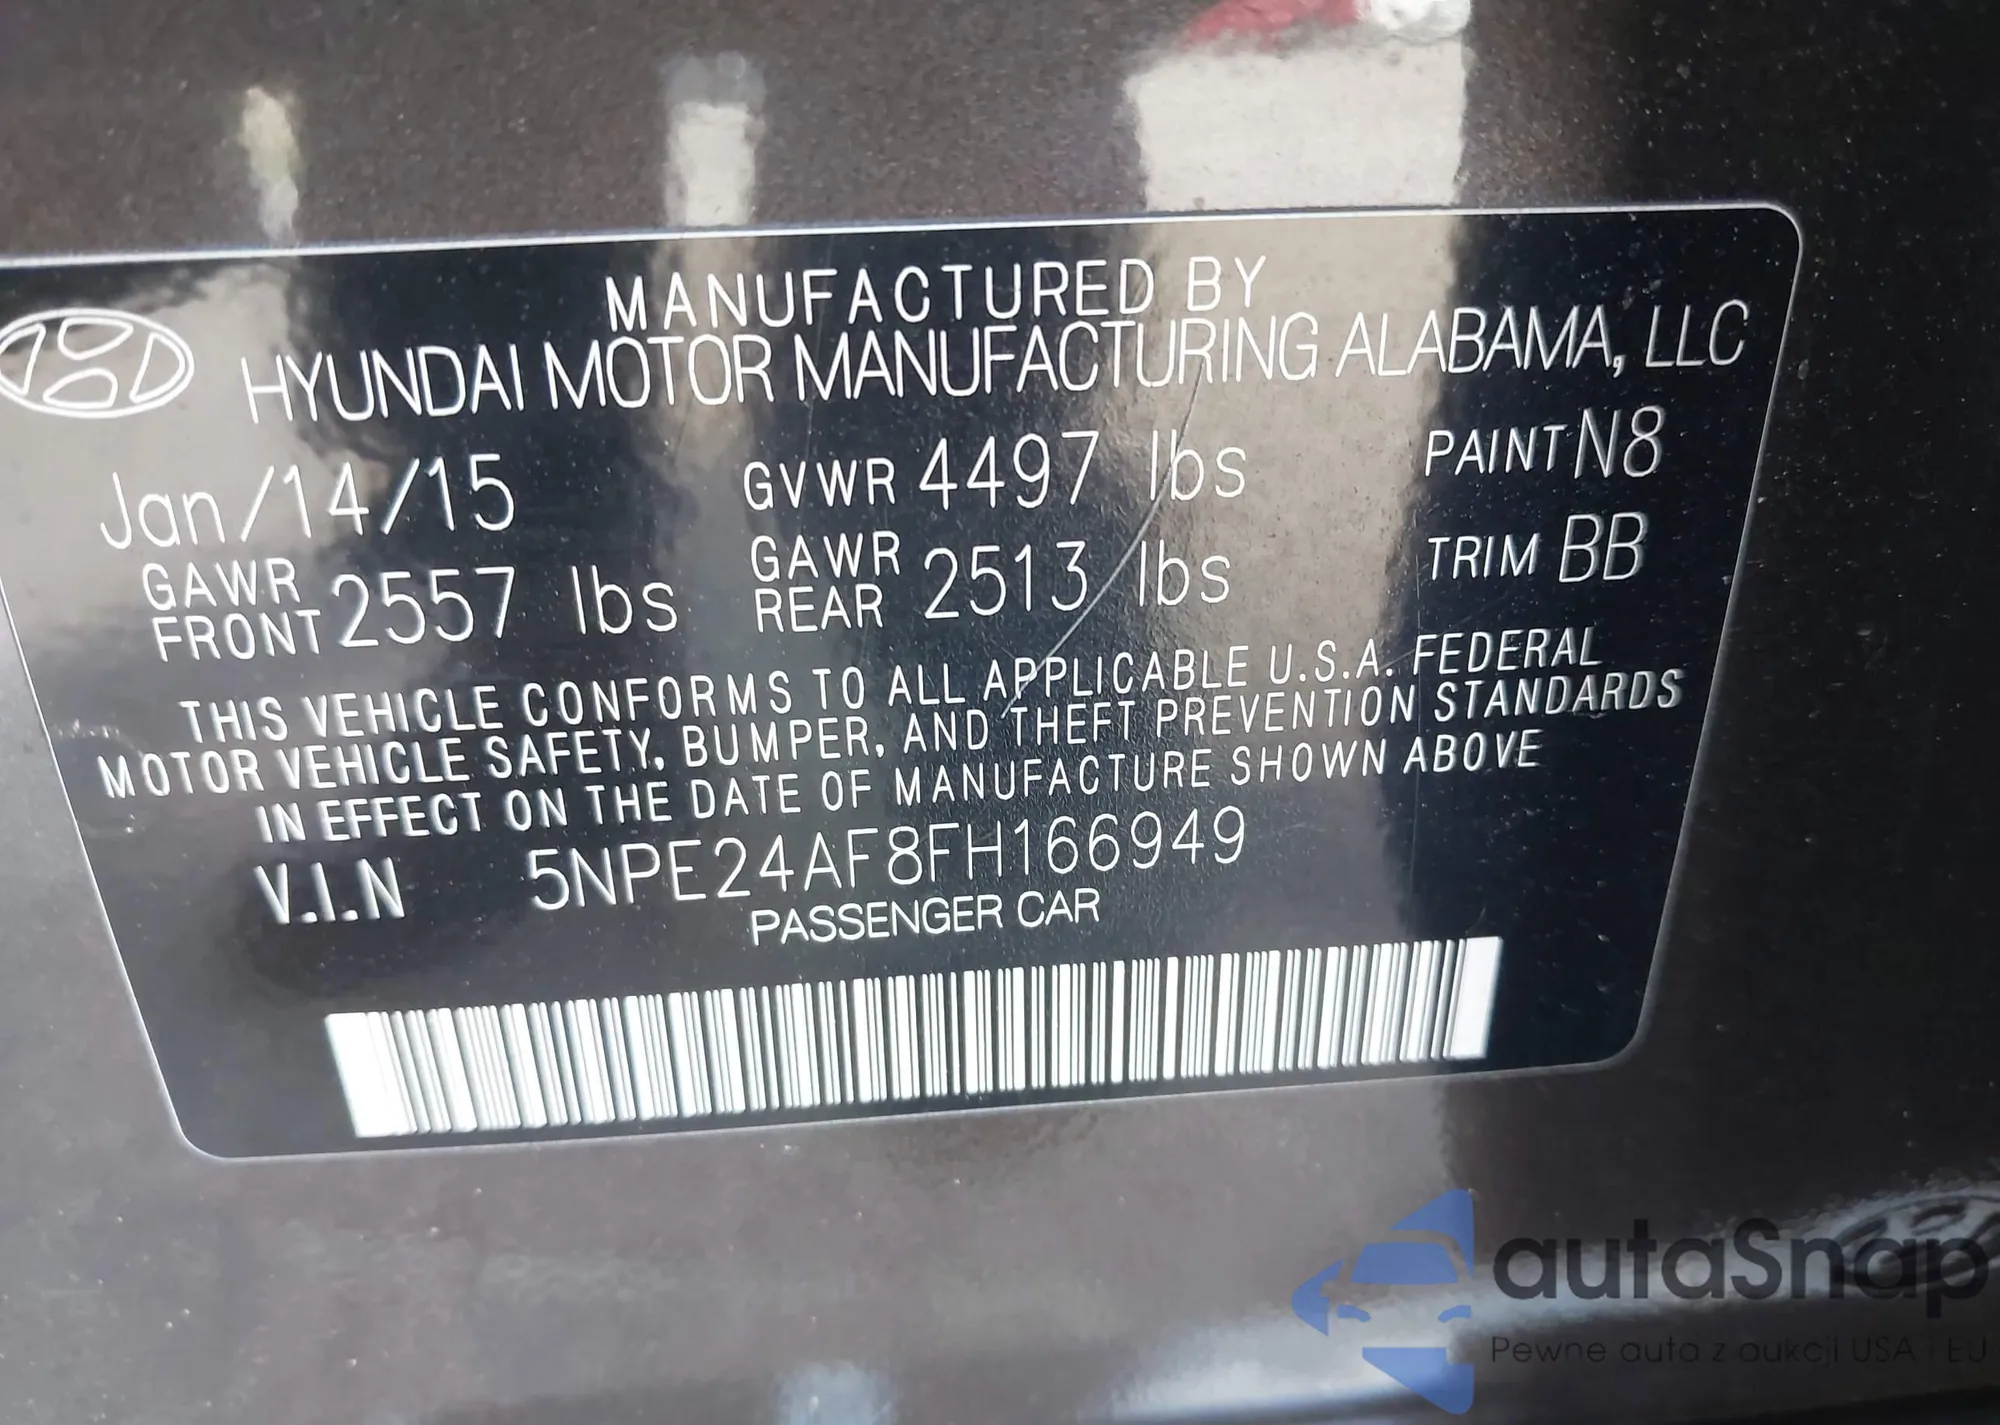 MANUFACTURED BY
HYUNDAI MOTOR MANUFACTURING ALABAMA, LLC
Jan/14/15 GVWR 4497 lbs PAINT N8
GAWR FRONT 2557 lbs GAWR REAR 2513 lbs TRIM BB
THIS VEHICLE CONFORMS TO ALL APPLICABLE U.S.A. FEDERAL
MOTOR VEHICLE SAFETY, BUMPER, AND THEFT PREVENTION STANDARDS
IN EFFECT ON THE DATE OF MANUFACTURE SHOWN ABOVE
V.I.N 5NPE24AF8FH166949
PASSENGER CAR
autaSnap
Pewne auta z aukcji USA i EU